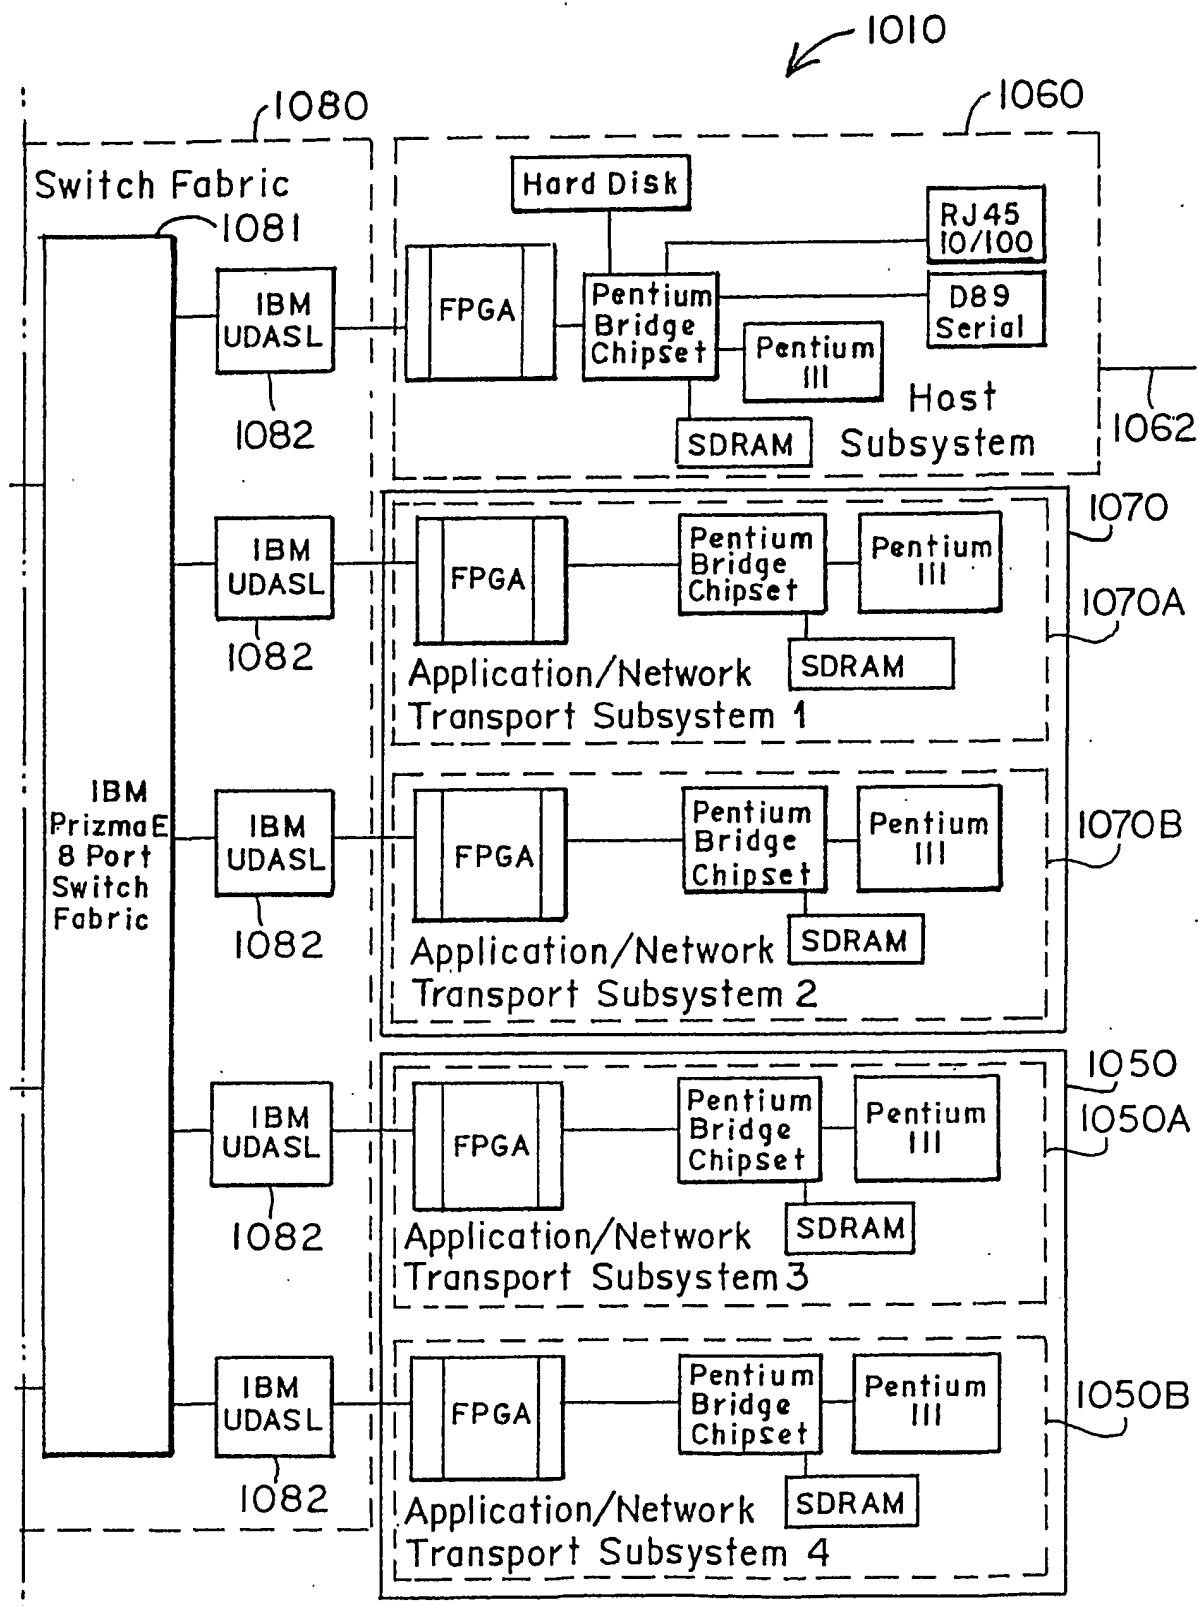 1010
1080
1060
Switch Fabric
1081
Hard Disk
RJ45
10/100
IBM
UDASL
FPGA
Pentium
Bridge
Chipset
D89
Serial
Pentium
III
1082
SDRAM
Host
Subsystem
1062
1070
IBM
UDASL
FPGA
Pentium
Bridge
Chipset
Pentium
III
1070A
1082
SDRAM
Application/Network
Transport Subsystem 1
IBM
PrizmaE
8 Port
Switch
Fabric
IBM
UDASL
FPGA
Pentium
Bridge
Chipset
Pentium
III
1070B
1082
SDRAM
Application/Network
Transport Subsystem 2
1050
IBM
UDASL
FPGA
Pentium
Bridge
Chipset
Pentium
III
1050A
1082
SDRAM
Application/Network
Transport Subsystem 3
IBM
UDASL
FPGA
Pentium
Bridge
Chipset
Pentium
III
1050B
1082
SDRAM
Application/Network
Transport Subsystem 4